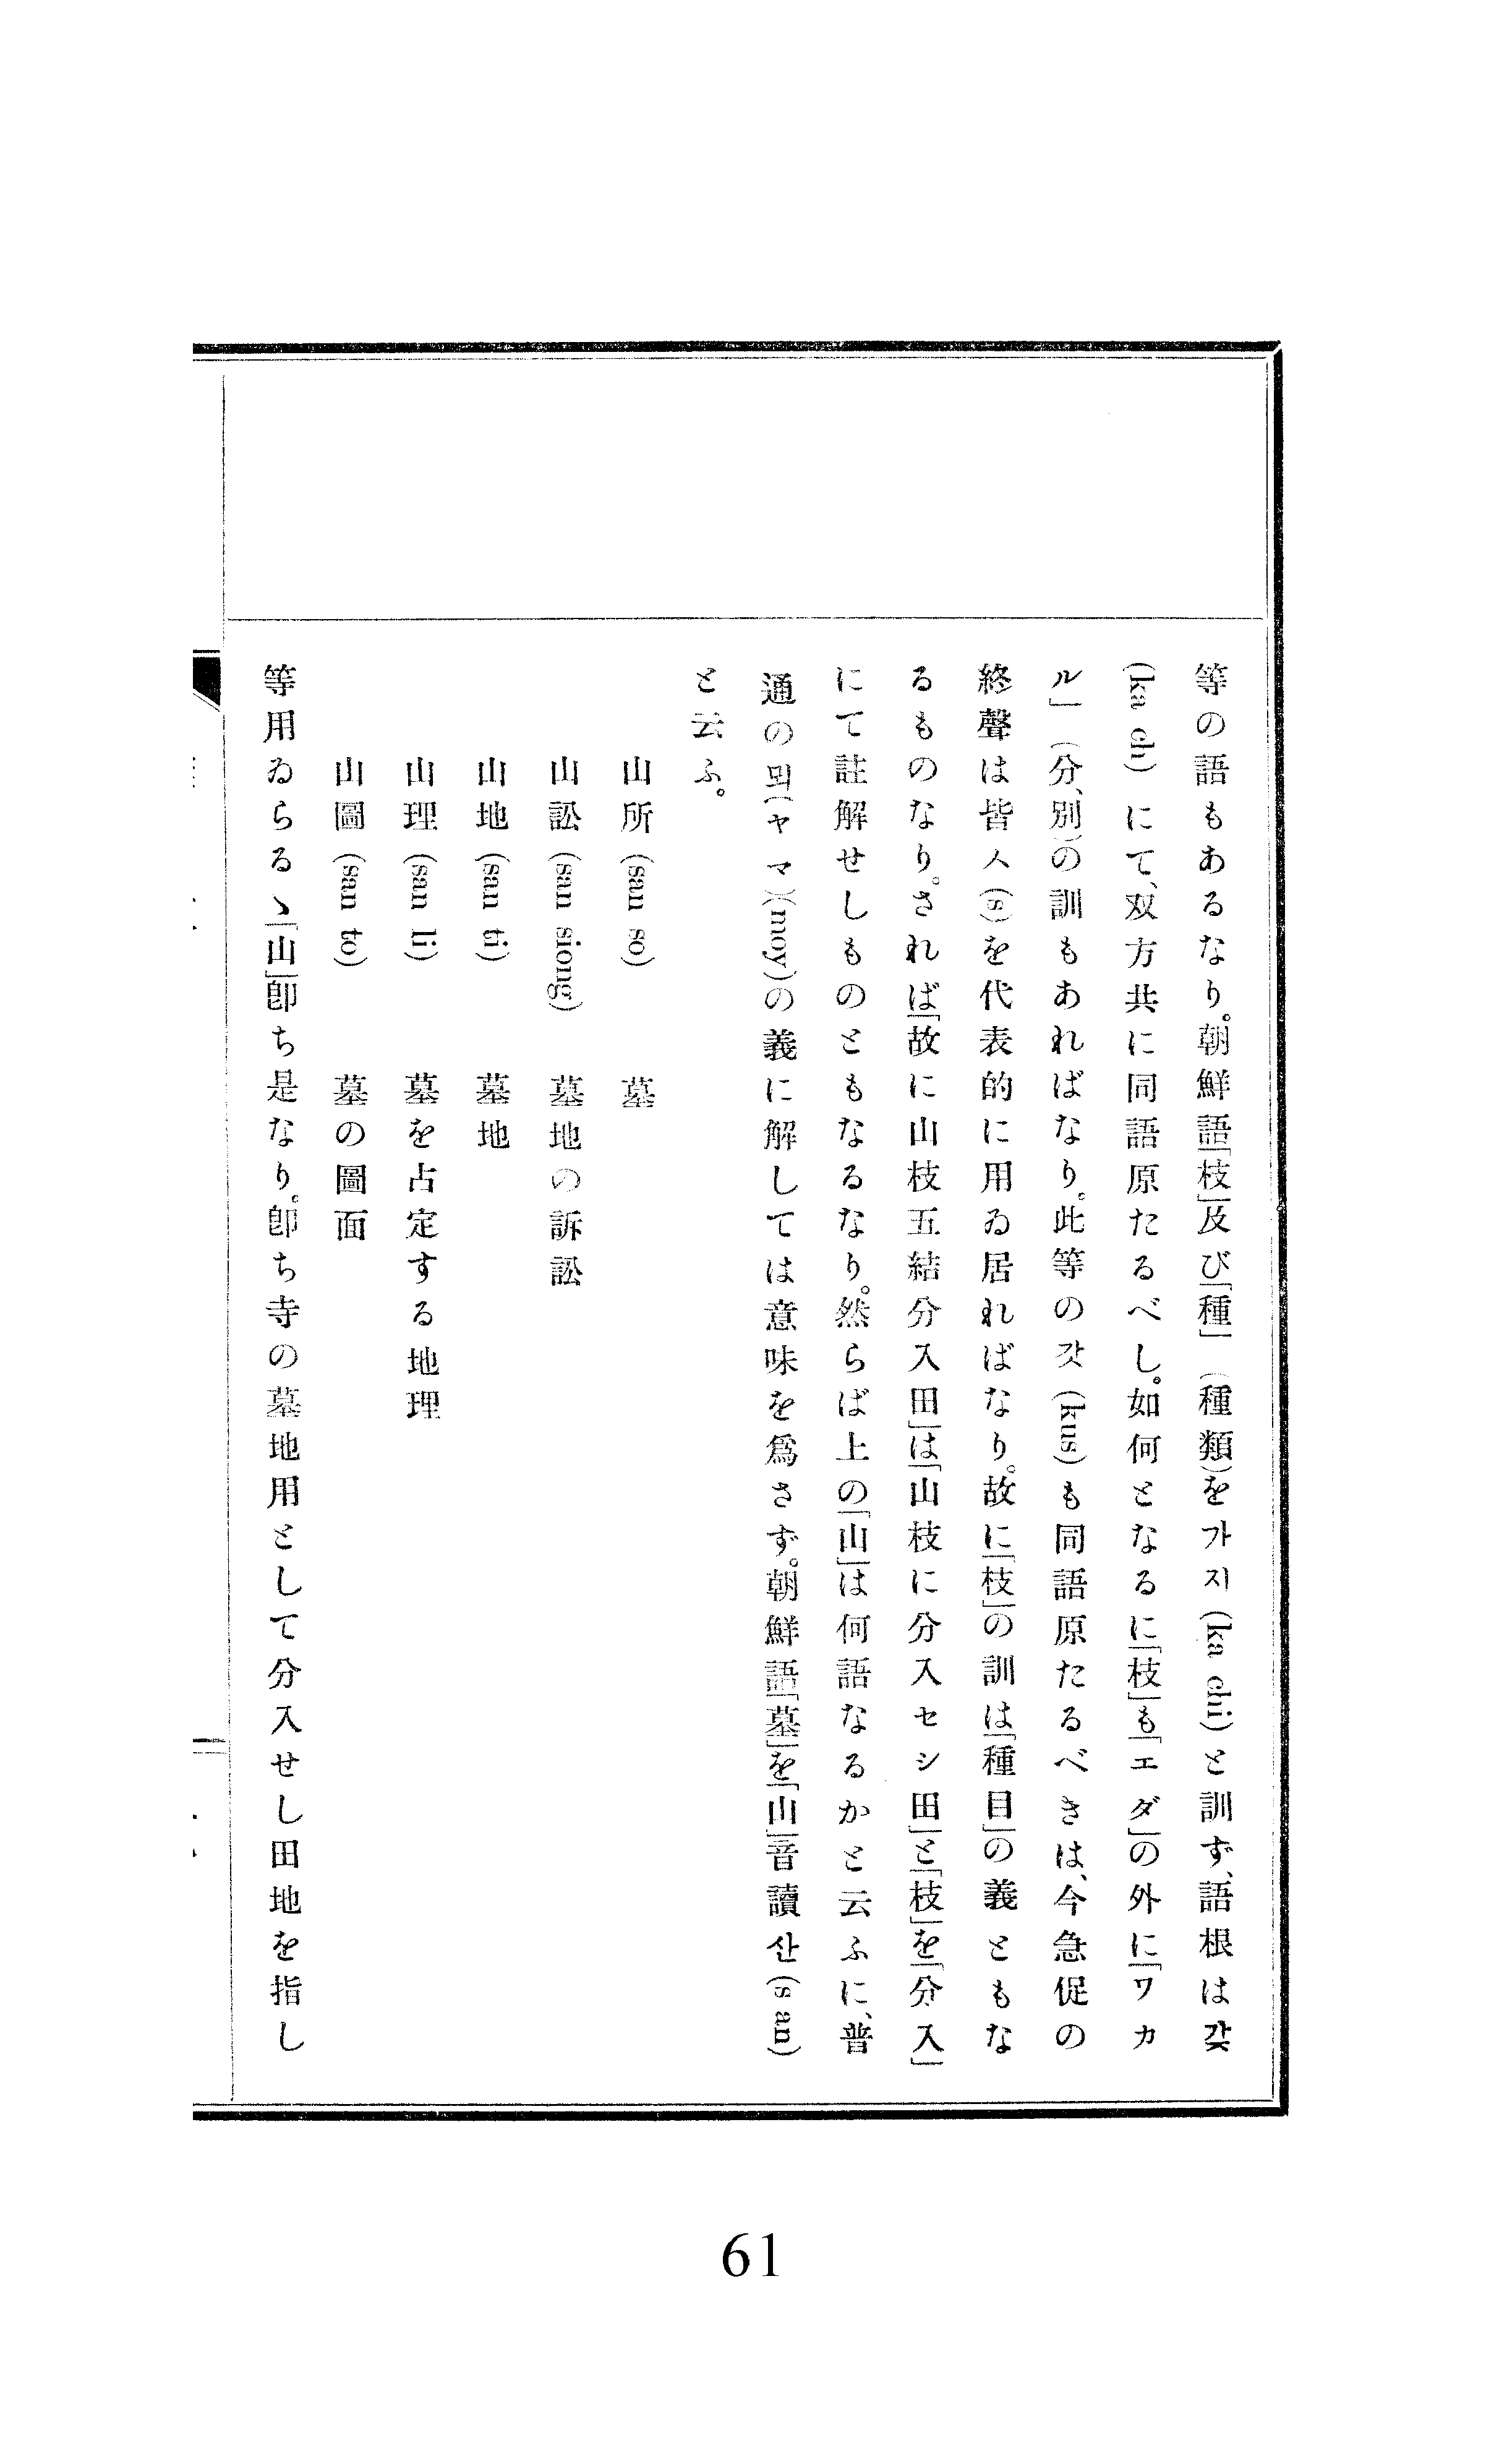 等の語もあるなり。朝鮮語「枝」及び「種」(種類)を가지(ka chi)と訓ず、語根は갖
(ka ch)にて、双方共に同語原たるべし。如何となるに「枝」も「エダ」の外に「ワカ
ル」(分、別)の訓もあればなり。此等の갓(kus)も同語原たるべきは、今急促の
終聲は皆ㅅ(s)を代表的に用ゐ居ればなり。故に「枝」の訓は「種目」の義ともな
るものなり。されば「故に山枝五結分入田」は「山枝に分入セシ田」と「枝」を「分入」
にて註解せしものともなるなり。然らば上の「山」は何語なるかと云ふに、普
通の뫼(ヤマ)(moy)の義に解しては意味を爲さず。朝鮮語「墓」を「山」音讀산(san)
と云ふ。
山所(san so) 墓
山訟(san siong) 墓地の訴訟
山地(san ti) 墓地
山理(san li) 墓を占定する地理
山圖(san to) 墓の圖面
等用ゐらるゝ「山」卽ち是なり。卽ち寺の墓地用として分入せし田地を指し
61